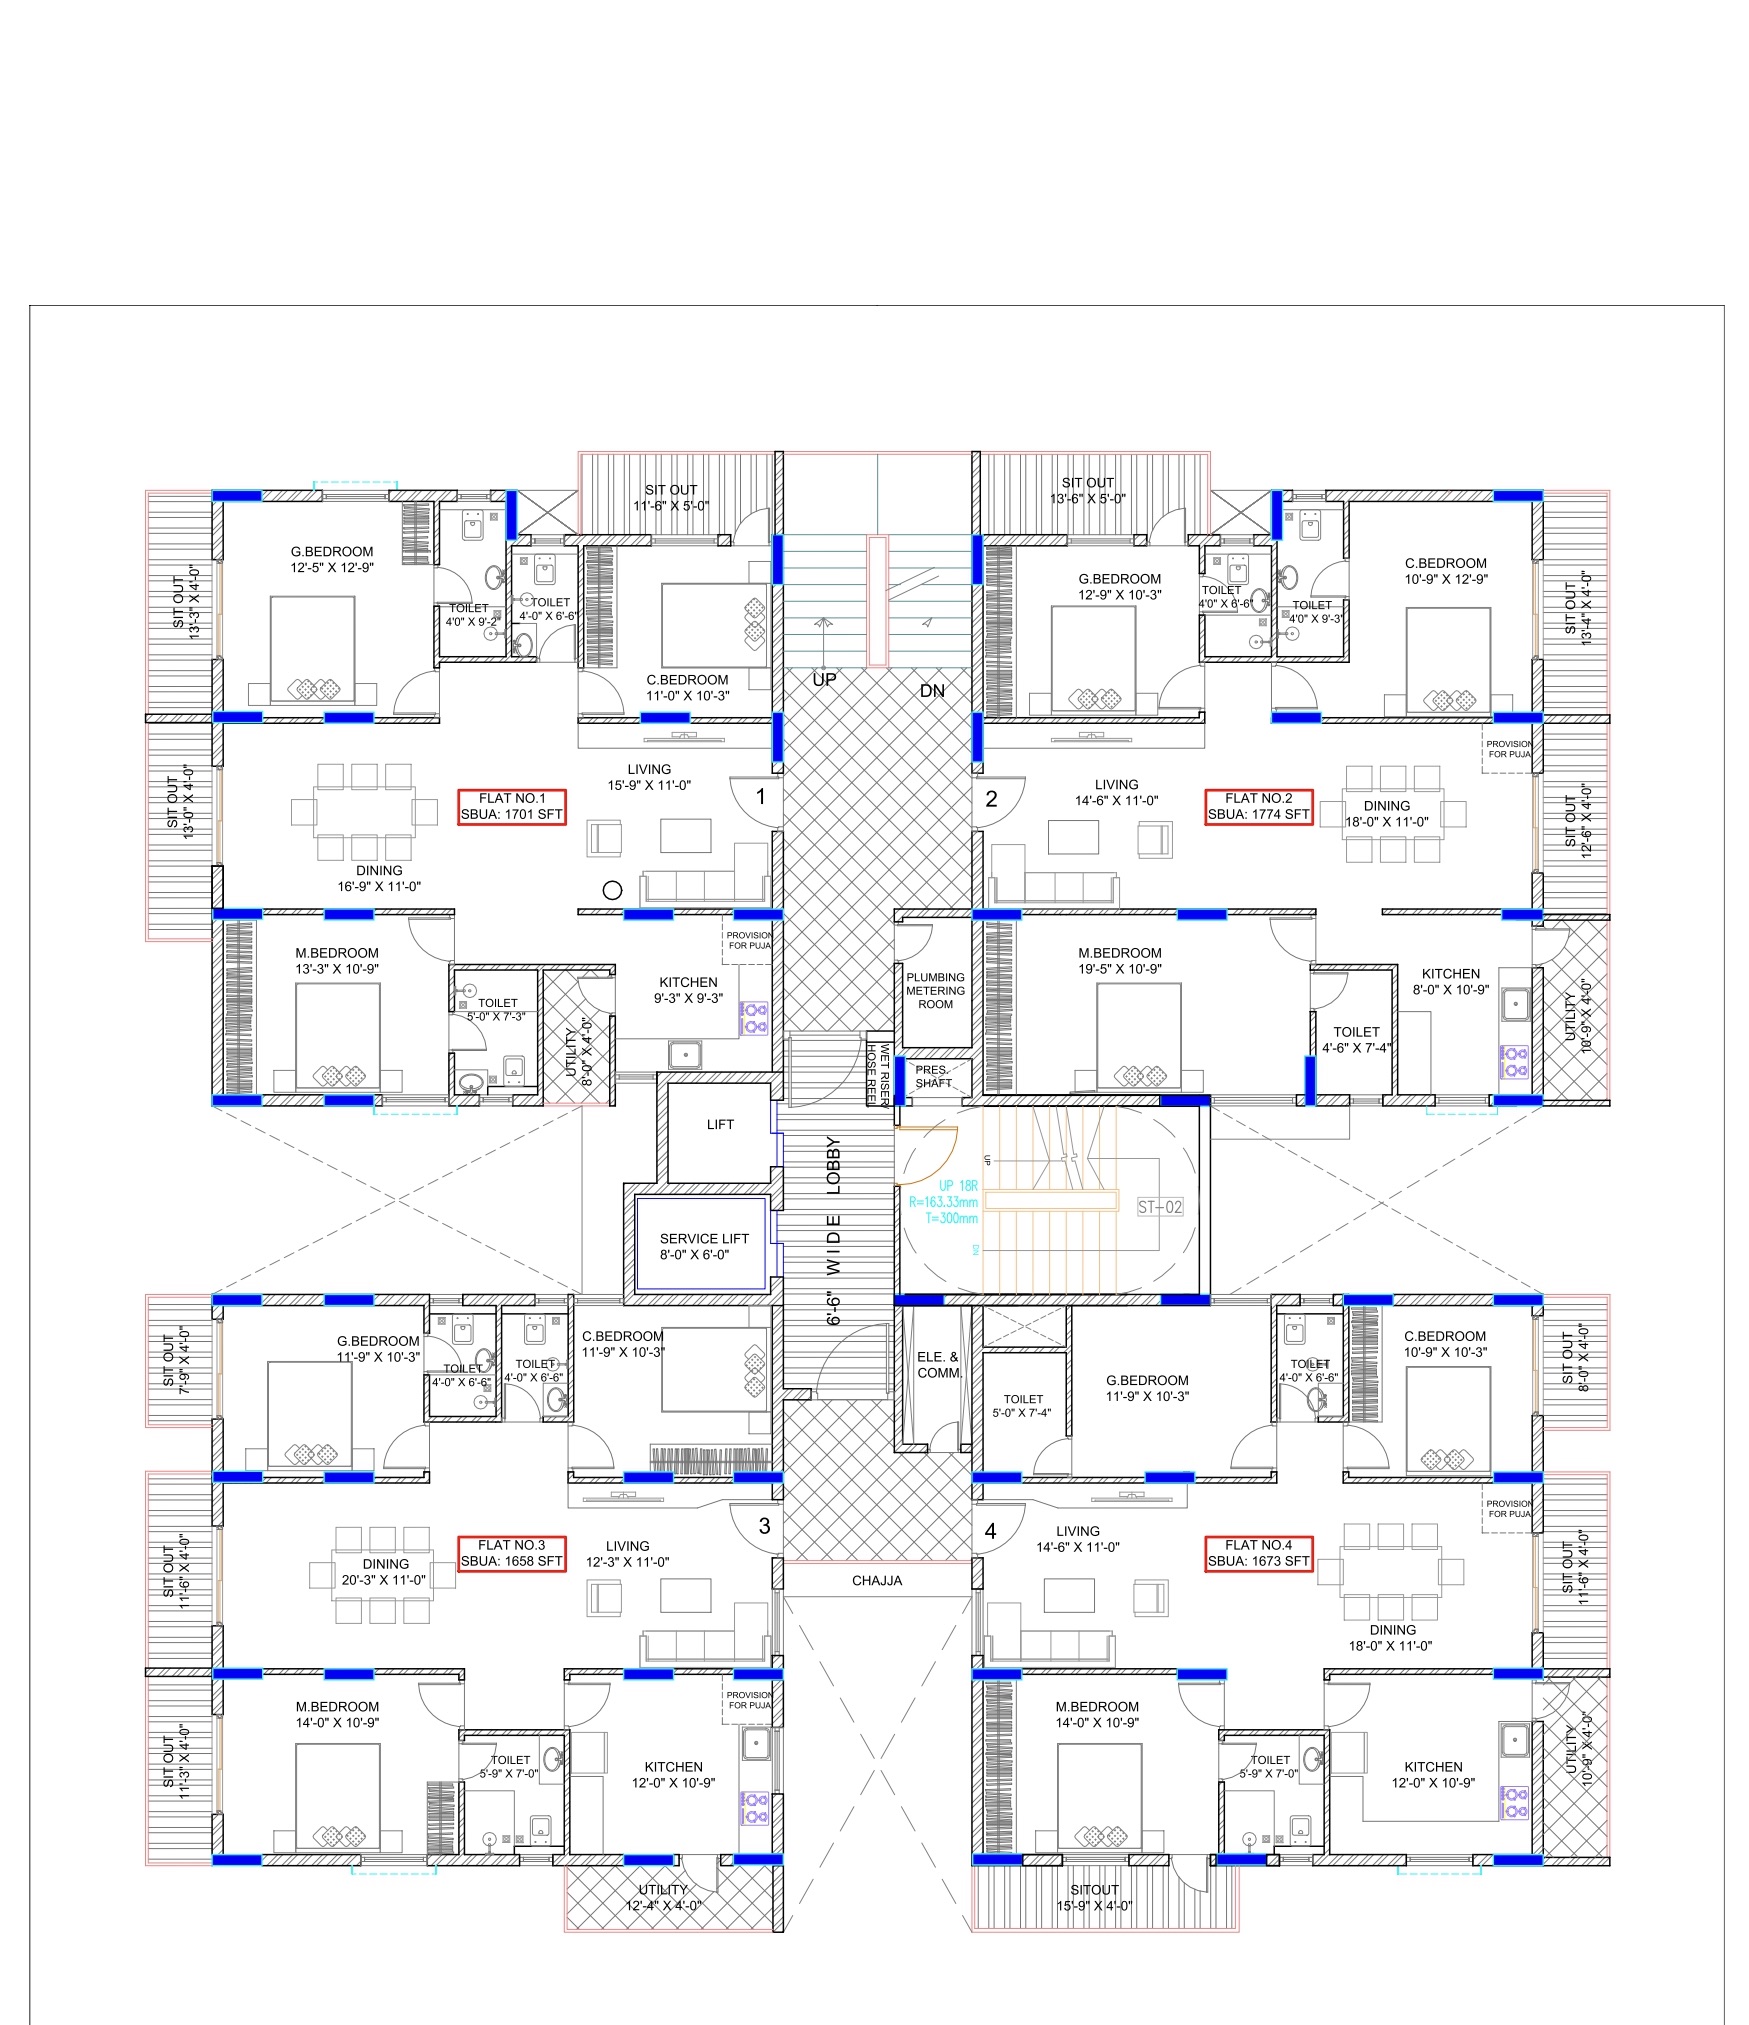 SIT OUT
11'-6" X 5'-0"
SIT OUT
13'-6" X 5'-0"
G.BEDROOM
12'-5" X 12'-9"
SIT OUT
13'-3" X 4'-0"
TOILET
4'0" X 9'-2"
TOILET
4'-0" X 6'-6"
C.BEDROOM
11'-0" X 10'-3"
UP
DN
G.BEDROOM
12'-9" X 10'-3"
TOILET
4'0" X 6'-6"
TOILET
4'0" X 9'-3"
C.BEDROOM
10'-9" X 12'-9"
SIT OUT
13'-4" X 4'-0"
SIT OUT
13'-0" X 4'-0"
LIVING
15'-9" X 11'-0"
1
FLAT NO.1
SBUA: 1701 SFT
DINING
16'-9" X 11'-0"
2
LIVING
14'-6" X 11'-0"
FLAT NO.2
SBUA: 1774 SFT
DINING
18'-0" X 11'-0"
PROVISION
FOR PUJA
SIT OUT
12'-6" X 4'-0"
M.BEDROOM
13'-3" X 10'-9"
TOILET
5'-0" X 7'-3"
UTILITY
8'-0" X 4'-0"
KITCHEN
9'-3" X 9'-3"
PROVISION
FOR PUJA
PLUMBING
METERING
ROOM
WET RISER/
HOSE REEL
PRES.
SHAFT
M.BEDROOM
19'-5" X 10'-9"
TOILET
4'-6" X 7'-4"
KITCHEN
8'-0" X 10'-9"
UTILITY
10'-9" X 4'-0"
LIFT
SERVICE LIFT
8'-0" X 6'-0"
6'-6" WIDE LOBBY
UP
UP 18R
R=163.33mm
T=300mm
DN
ST-02
SIT OUT
7'-9" X 4'-0"
G.BEDROOM
11'-9" X 10'-3"
TOILET
4'-0" X 6'-6"
TOILET
4'-0" X 6'-6"
C.BEDROOM
11'-9" X 10'-3"
ELE. &
COMM.
TOILET
5'-0" X 7'-4"
G.BEDROOM
11'-9" X 10'-3"
TOILET
4'-0" X 6'-6"
C.BEDROOM
10'-9" X 10'-3"
SIT OUT
8'-0" X 4'-0"
SIT OUT
11'-6" X 4'-0"
DINING
20'-3" X 11'-0"
FLAT NO.3
SBUA: 1658 SFT
LIVING
12'-3" X 11'-0"
3
CHAJJA
4
LIVING
14'-6" X 11'-0"
FLAT NO.4
SBUA: 1673 SFT
DINING
18'-0" X 11'-0"
PROVISION
FOR PUJA
SIT OUT
11'-6" X 4'-0"
SIT OUT
11'-3" X 4'-0"
M.BEDROOM
14'-0" X 10'-9"
TOILET
5'-9" X 7'-0"
KITCHEN
12'-0" X 10'-9"
PROVISION
FOR PUJA
M.BEDROOM
14'-0" X 10'-9"
TOILET
5'-9" X 7'-0"
KITCHEN
12'-0" X 10'-9"
UTILITY
10'-9" X 4'-0"
UTILITY
12'-4" X 4'-0"
SITOUT
15'-9" X 4'-0"